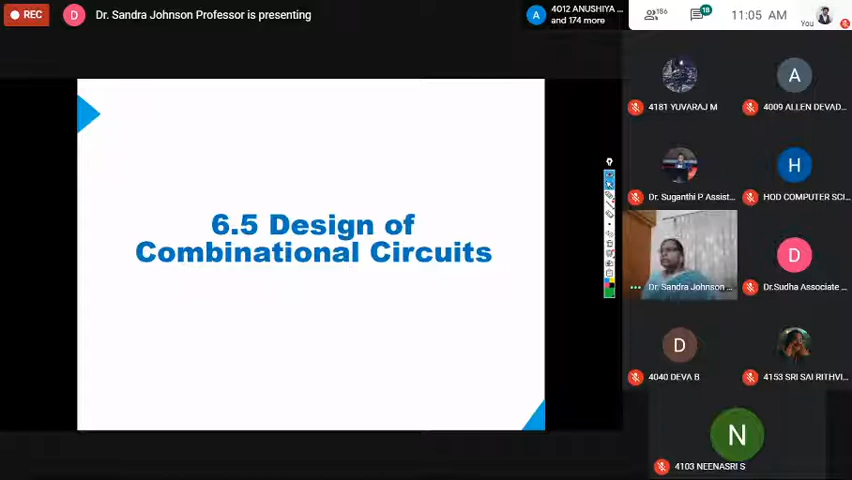 REC
D
Dr. Sandra Johnson Professor is presenting
A
4012 ANUSHIYA ...
and 174 more
186
18
11:05 AM
You
6.5 Design of
Combinational Circuits
4181 YUVARAJ M
A
4009 ALLEN DEVAD...
Dr. Suganthi P Assist...
H
HOD COMPUTER SCI...
Dr. Sandra Johnson ...
D
Dr.Sudha Associate ...
D
4040 DEVA B
4153 SRI SAI RITHVI...
N
4103 NEENASRI S